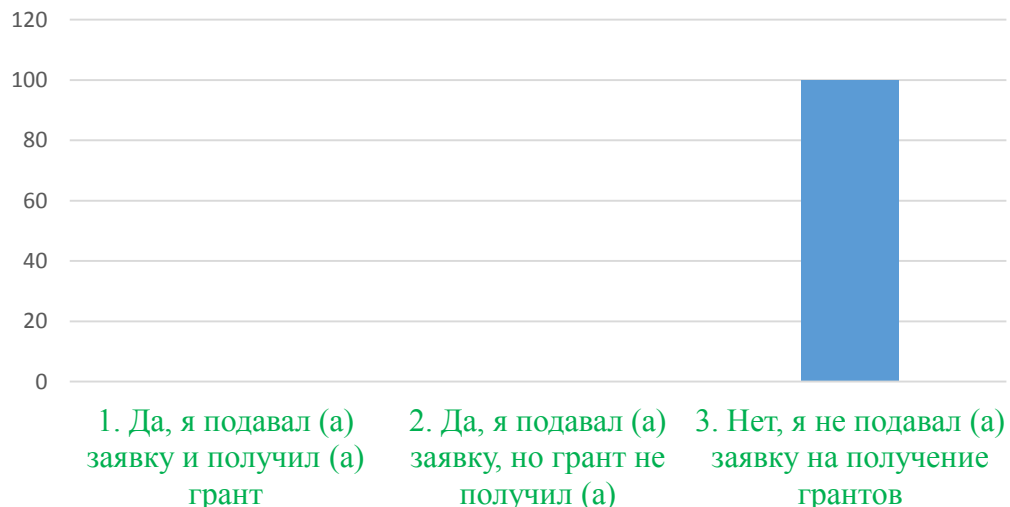 120
100
80
60
40
20
0
1. Да, я подавал (а)
заявку и получил (а)
грант
2. Да, я подавал (а)
заявку, но грант не
получил (а)
3. Нет, я не подавал (а)
заявку на получение
грантов